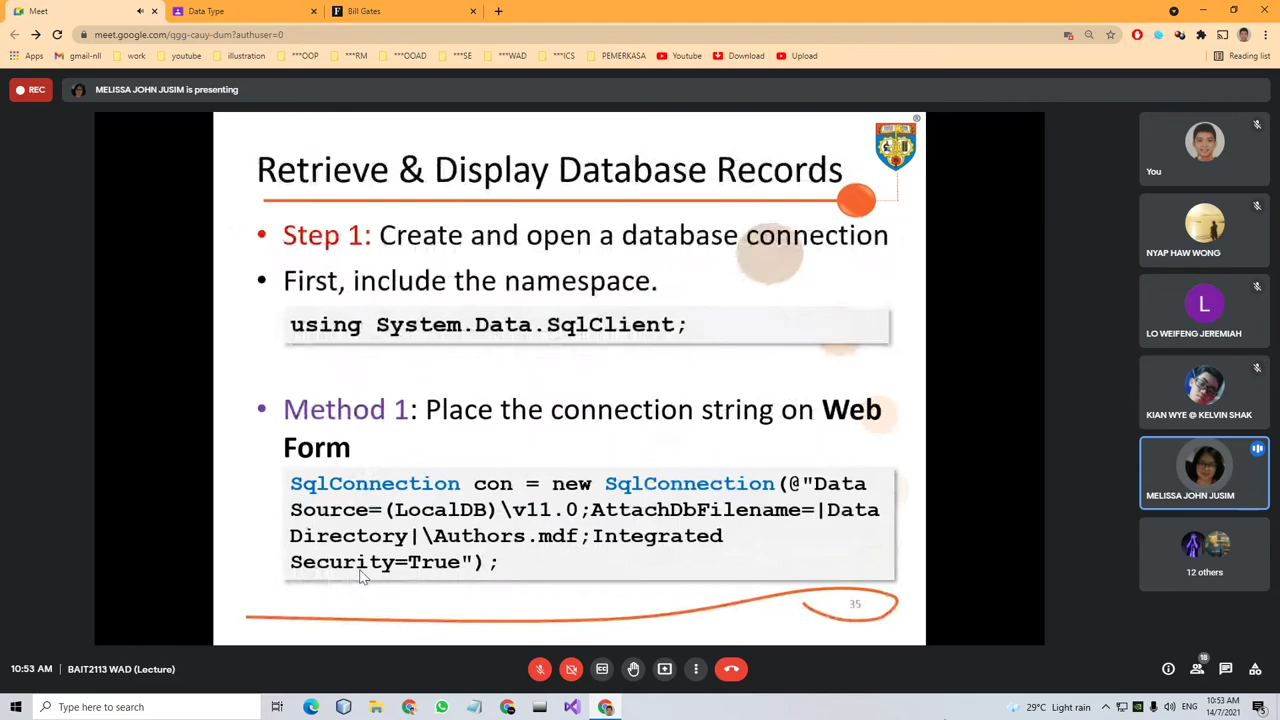 Meet
Data Type
F Bill Gates
meet.google.com/qgg-cauy-dum?authuser=0
Apps
gmail-nll
work
youtube
illustration
***OOP
***RM
***OOAD
***SE
***WAD
***ICS
PEMERKASA
Youtube
Download
Upload
Reading list
REC
MELISSA JOHN JUSIM is presenting
Retrieve & Display Database Records
• Step 1: Create and open a database connection
• First, include the namespace.
using System.Data.SqlClient;
• Method 1: Place the connection string on Web
Form
SqlConnection con = new SqlConnection(@"Data
Source=(LocalDB)\v11.0;AttachDbFilename=|Data
Directory|\Authors.mdf;Integrated
Security=True");
35
You
NYAP HAW WONG
L
LO WEIFENG JEREMIAH
KIAN WYE @ KELVIN SHAK
MELISSA JOHN JUSIM
12 others
10:53 AM | BAIT2113 WAD (Lecture)
18
Type here to search
29°C Light rain
10:53 AM
14/7/2021